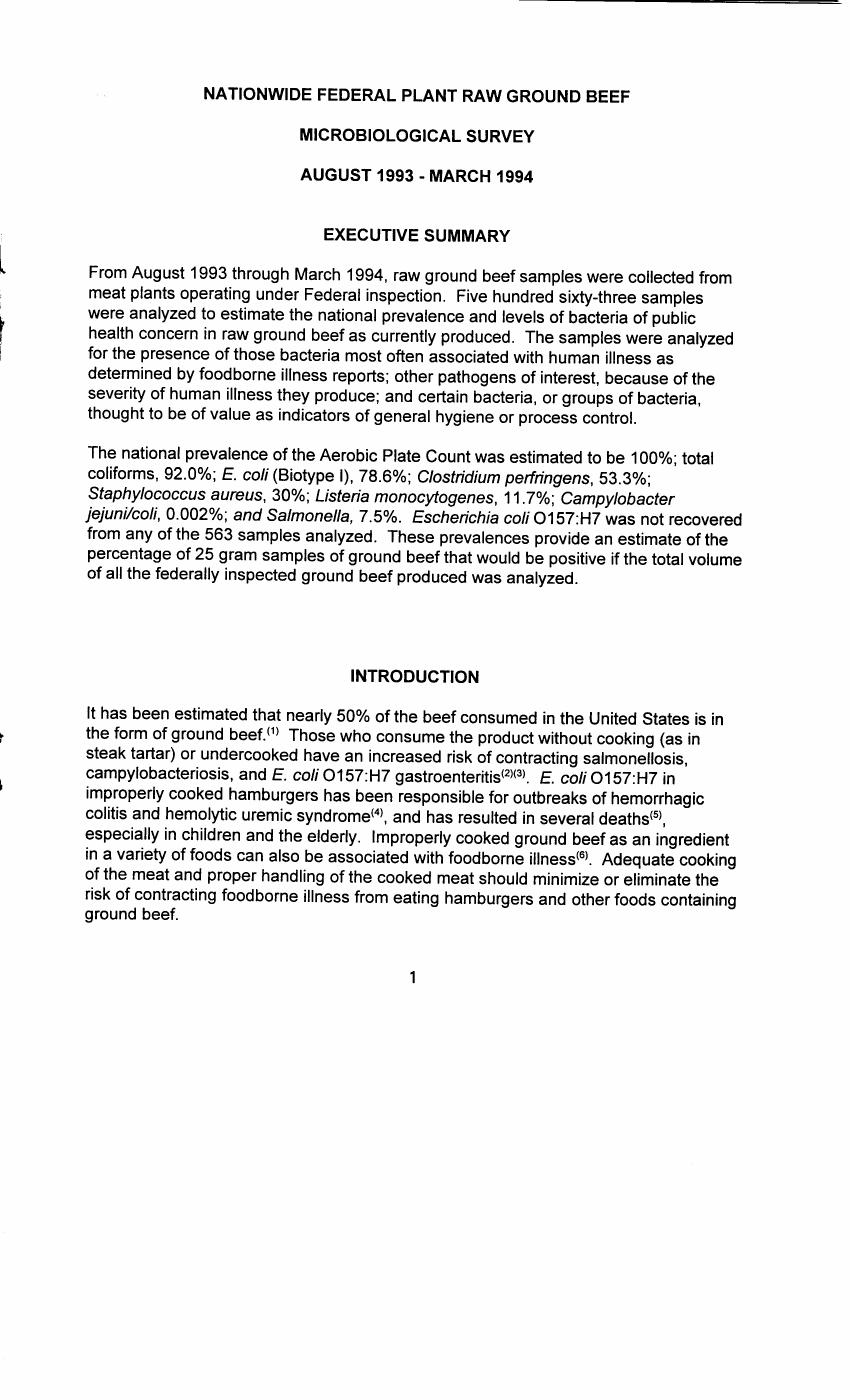 NATIONWIDE FEDERAL PLANT RAW GROUND BEEF
MICROBIOLOGICAL SURVEY
AUGUST 1993 - MARCH 1994
EXECUTIVE SUMMARY
From August 1993 through March 1994, raw ground beef samples were collected from
meat plants operating under Federal inspection. Five hundred sixty-three samples
were analyzed to estimate the national prevalence and levels of bacteria of public
health concern in raw ground beef as currently produced. The samples were analyzed
for the presence of those bacteria most often associated with human illness as
determined by foodborne illness reports; other pathogens of interest, because of the
severity of human illness they produce; and certain bacteria, or groups of bacteria,
thought to be of value as indicators of general hygiene or process control.
The national prevalence of the Aerobic Plate Count was estimated to be 100%; total
coliforms, 92.0%; E. coli (Biotype I), 78.6%; Clostridium perfringens, 53.3%;
Staphylococcus aureus, 30%; Listeria monocytogenes, 11.7%; Campylobacter
jejuni/coli, 0.002%; and Salmonella, 7.5%. Escherichia coli O157:H7 was not recovered
from any of the 563 samples analyzed. These prevalences provide an estimate of the
percentage of 25 gram samples of ground beef that would be positive if the total volume
of all the federally inspected ground beef produced was analyzed.
INTRODUCTION
It has been estimated that nearly 50% of the beef consumed in the United States is in
the form of ground beef.(1) Those who consume the product without cooking (as in
steak tartar) or undercooked have an increased risk of contracting salmonellosis,
campylobacteriosis, and E. coli O157:H7 gastroenteritis(2)(3). E. coli O157:H7 in
improperly cooked hamburgers has been responsible for outbreaks of hemorrhagic
colitis and hemolytic uremic syndrome(4), and has resulted in several deaths(5),
especially in children and the elderly. Improperly cooked ground beef as an ingredient
in a variety of foods can also be associated with foodborne illness(6). Adequate cooking
of the meat and proper handling of the cooked meat should minimize or eliminate the
risk of contracting foodborne illness from eating hamburgers and other foods containing
ground beef.
1